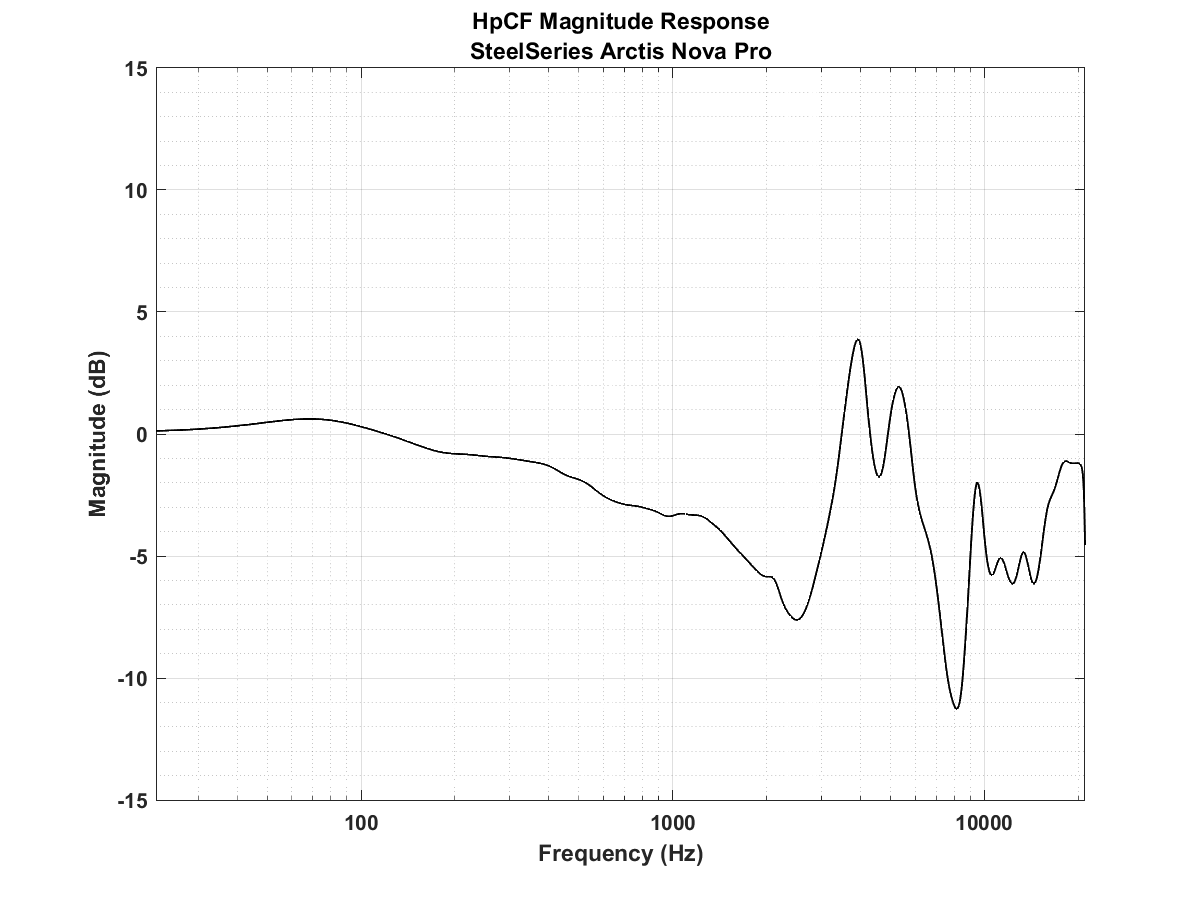 HpCF Magnitude Response
SteelSeries Arctis Nova Pro
15
10
5
0
-5
-10
-15
Magnitude (dB)
100
1000
10000
Frequency (Hz)